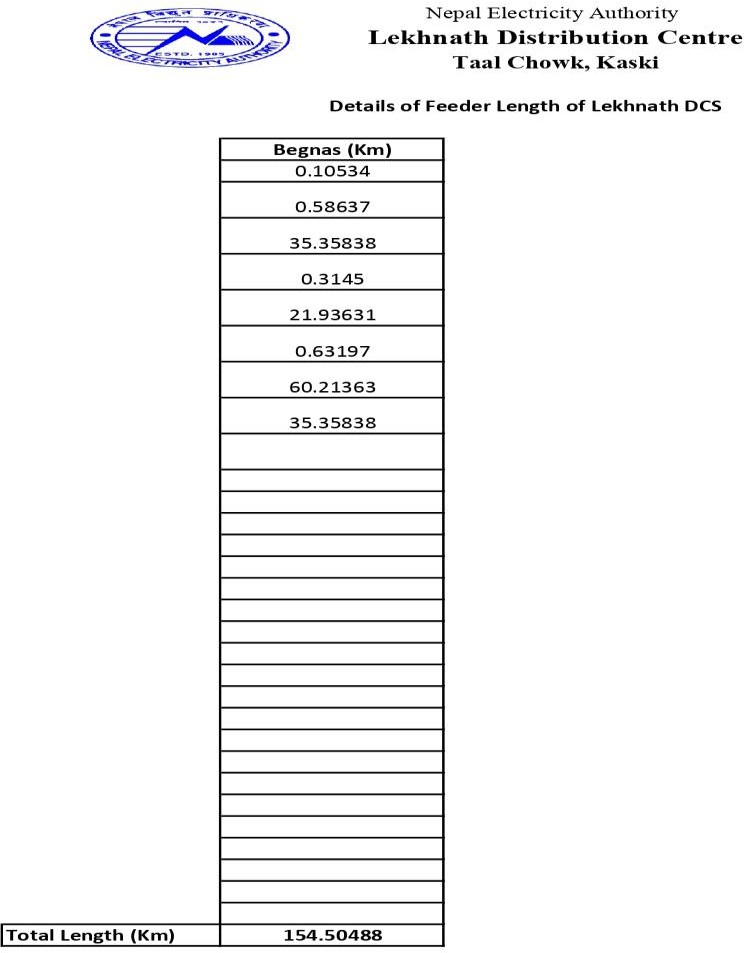 नेपाल विद्युत प्राधिकरण
NEPAL ELECTRICITY AUTHORITY
ESTD. 1985
Nepal Electricity Authority
Lekhnath Distribution Centre
Taal Chowk, Kaski
Details of Feeder Length of Lekhnath DCS
Begnas (Km)
0.10534
0.58637
35.35838
0.3145
21.93631
0.63197
60.21363
35.35838
Total Length (Km) 154.50488